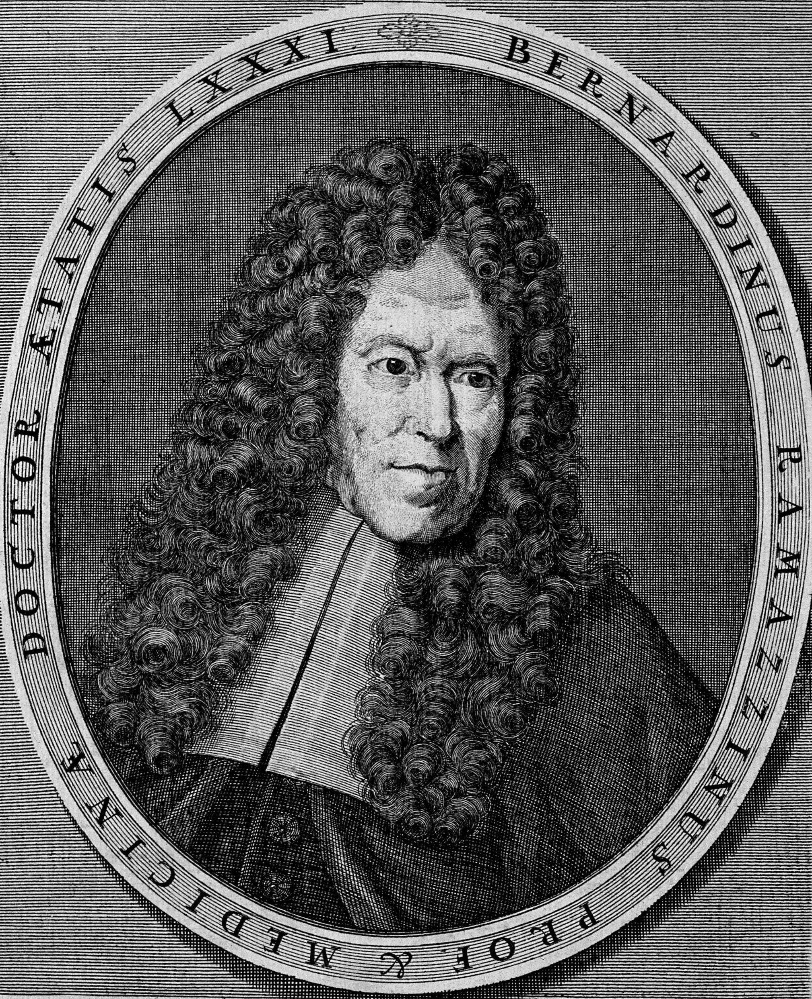 BERNARDINUS RAMAZZINUS PROF. & MEDICINÆ DOCTOR ÆTATIS LXXXI.